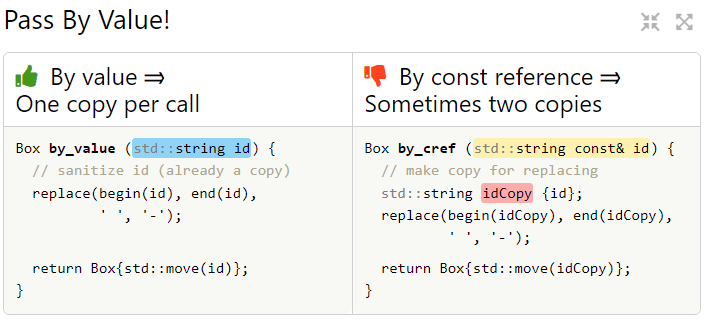 Pass By Value!
By value ⇒
One copy per call
Box by_value (std::string id) {
  // sanitize id (already a copy)
  replace(begin(id), end(id),
          ' ', '-');
  return Box{std::move(id)};
}
By const reference ⇒
Sometimes two copies
Box by_cref (std::string const& id) {
  // make copy for replacing
  std::string idCopy {id};
  replace(begin(idCopy), end(idCopy),
          ' ', '-');
  return Box{std::move(idCopy)};
}